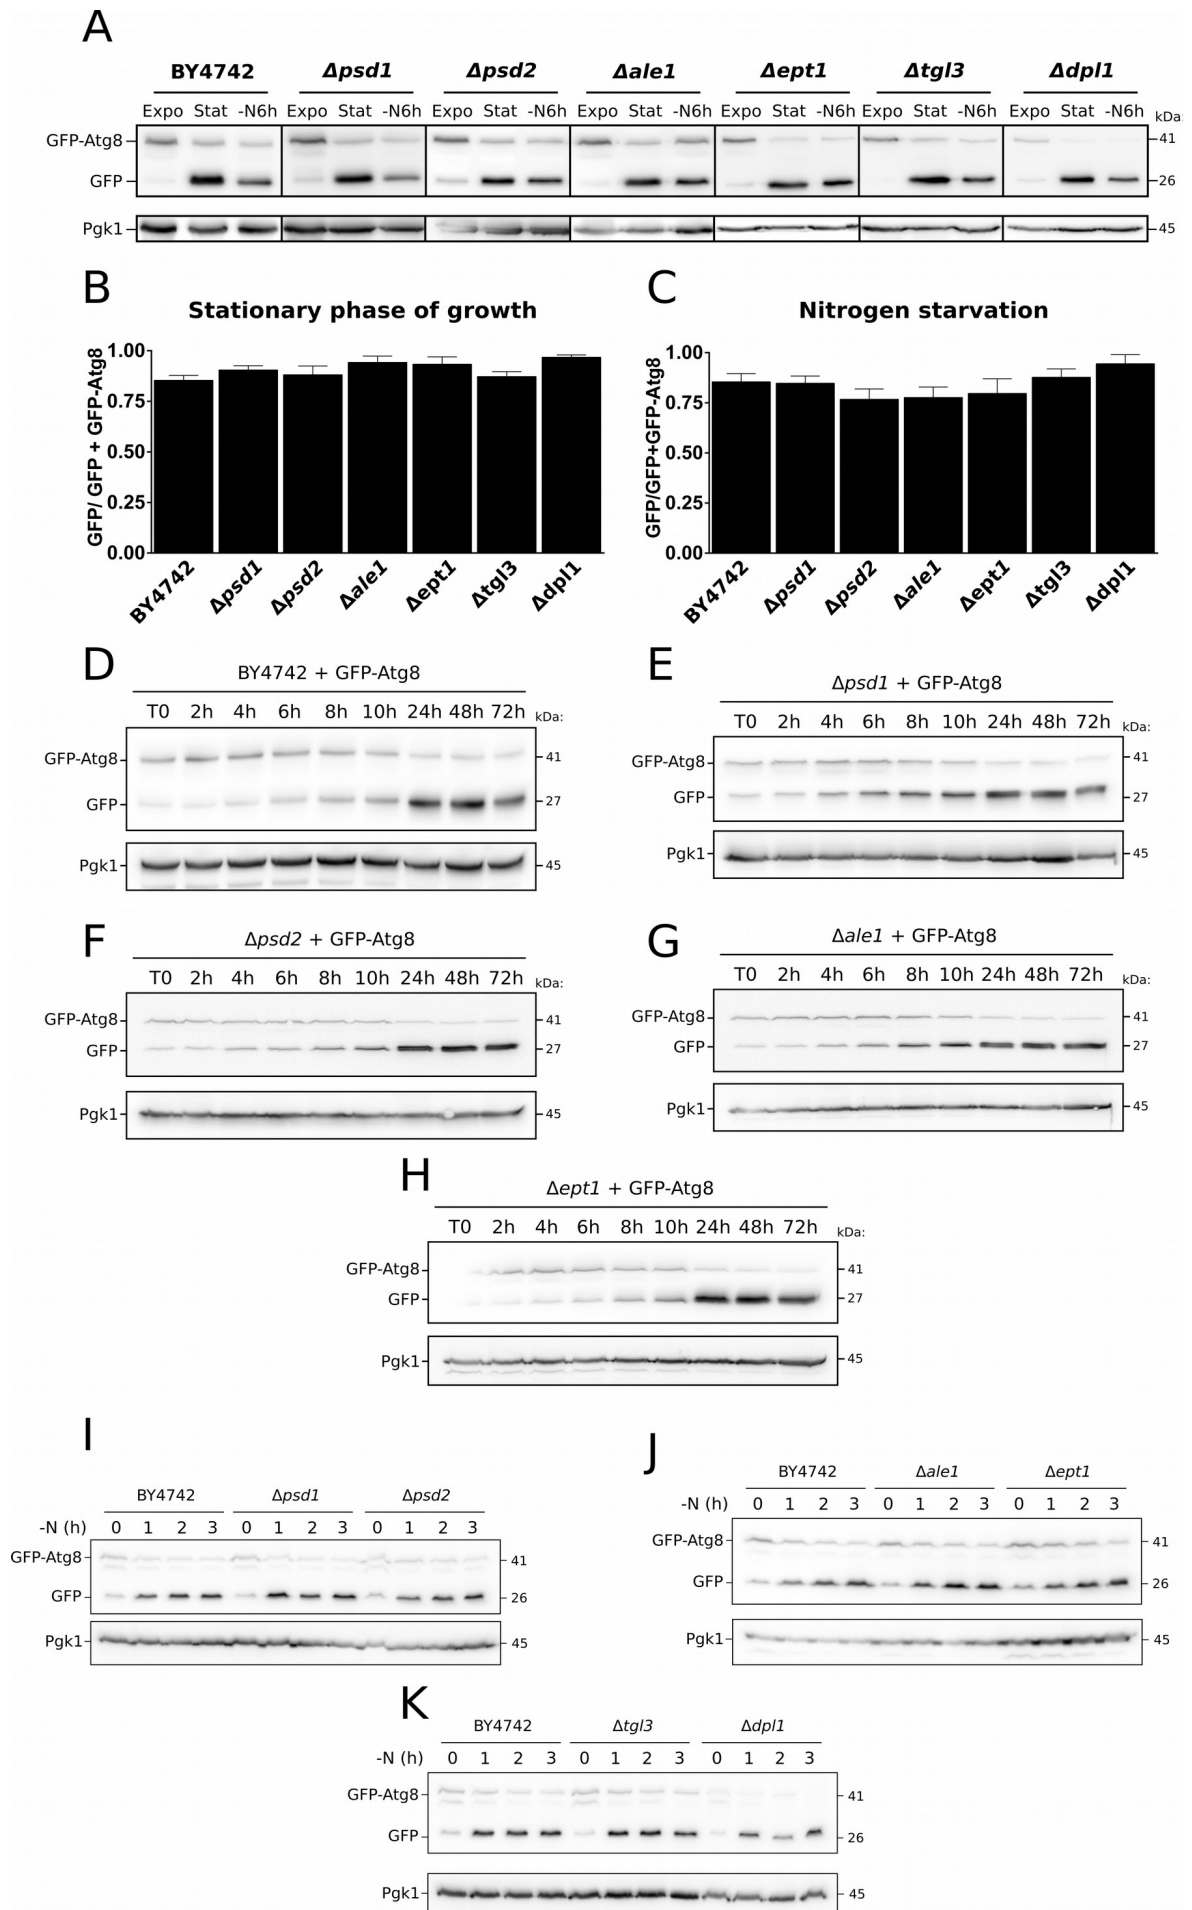 A
BY4742 Δpsd1 Δpsd2 Δale1 Δept1 Δtgl3 Δdpl1
Expo Stat -N6h Expo Stat -N6h Expo Stat -N6h Expo Stat -N6h Expo Stat -N6h Expo Stat -N6h Expo Stat -N6h kDa:
GFP-Atg8 41
GFP 26
Pgk1 45
B
Stationary phase of growth
GFP/ GFP + GFP-Atg8
1.00
0.75
0.50
0.25
0.00
BY4742 Δpsd1 Δpsd2 Δale1 Δept1 Δtgl3 Δdpl1
C
Nitrogen starvation
GFP/GFP+GFP-Atg8
1.00
0.75
0.50
0.25
0.00
BY4742 Δpsd1 Δpsd2 Δale1 Δept1 Δtgl3 Δdpl1
D
BY4742 + GFP-Atg8
T0 2h 4h 6h 8h 10h 24h 48h 72h kDa:
GFP-Atg8 41
GFP 27
Pgk1 45
E
Δpsd1 + GFP-Atg8
T0 2h 4h 6h 8h 10h 24h 48h 72h kDa:
GFP-Atg8 41
GFP 27
Pgk1 45
F
Δpsd2 + GFP-Atg8
T0 2h 4h 6h 8h 10h 24h 48h 72h kDa:
GFP-Atg8 41
GFP 27
Pgk1 45
G
Δale1 + GFP-Atg8
T0 2h 4h 6h 8h 10h 24h 48h 72h kDa:
GFP-Atg8 41
GFP 27
Pgk1 45
H
Δept1 + GFP-Atg8
T0 2h 4h 6h 8h 10h 24h 48h 72h kDa:
GFP-Atg8 41
GFP 27
Pgk1 45
I
BY4742 Δpsd1 Δpsd2
-N (h) 0 1 2 3 0 1 2 3 0 1 2 3
GFP-Atg8 41
GFP 26
Pgk1 45
J
BY4742 Δale1 Δept1
-N (h) 0 1 2 3 0 1 2 3 0 1 2 3
GFP-Atg8 41
GFP 26
Pgk1 45
K
BY4742 Δtgl3 Δdpl1
-N (h) 0 1 2 3 0 1 2 3 0 1 2 3
GFP-Atg8 41
GFP 26
Pgk1 45